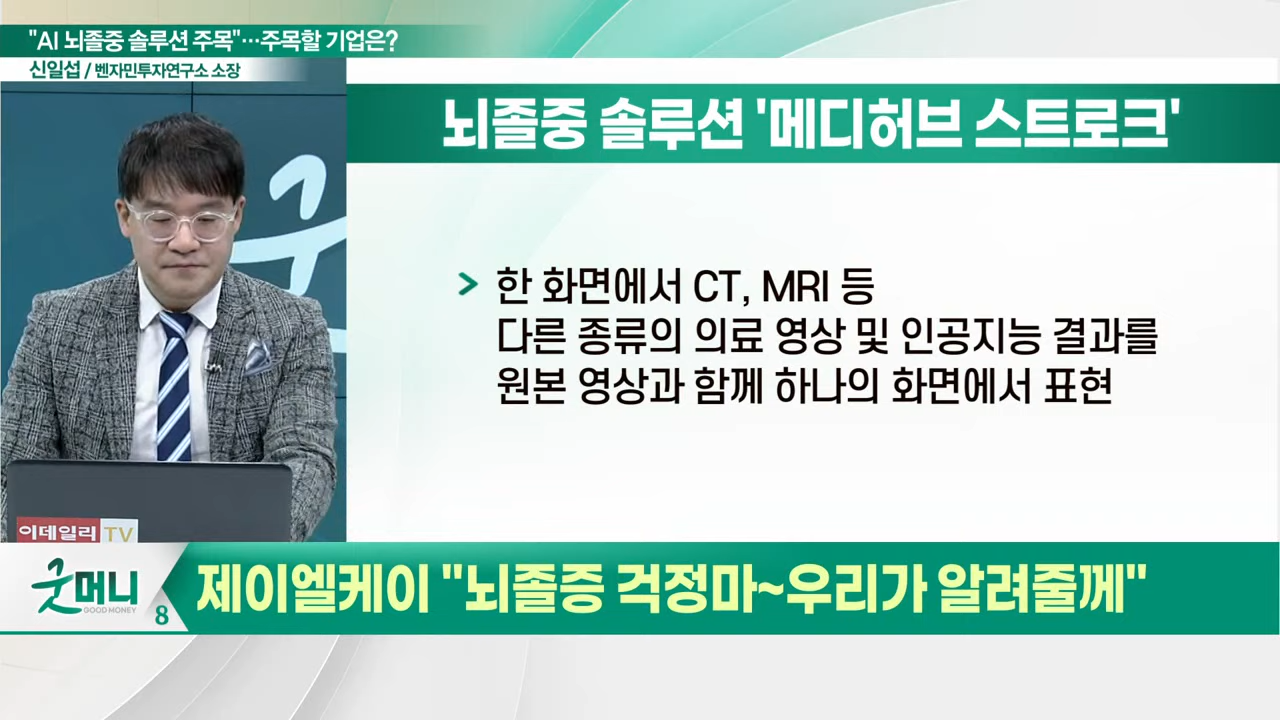 "AI 뇌졸중 솔루션 주목"…주목할 기업은?
신일섭 / 벤자민투자연구소 소장
뇌졸중 솔루션 '메디허브 스트로크'
> 한 화면에서 CT, MRI 등
다른 종류의 의료 영상 및 인공지능 결과를
원본 영상과 함께 하나의 화면에서 표현
이데일리 TV
굿머니
GOOD MONEY
8
제이엘케이 "뇌졸증 걱정마~우리가 알려줄께"